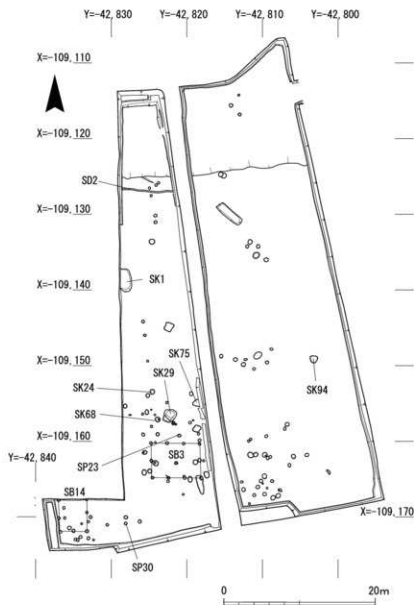 Y=-42, 830 Y=-42, 820 Y=-42, 810 Y=-42, 800
X=-109, 110
X=-109, 120
SD2
X=-109, 130
X=-109, 140
SK1
X=-109, 150
SK75
SK29
SK24
SK94
SK68
X=-109, 160
SP23
SB3
Y=-42, 840
SB14
X=-109, 170
SP30
0 20m